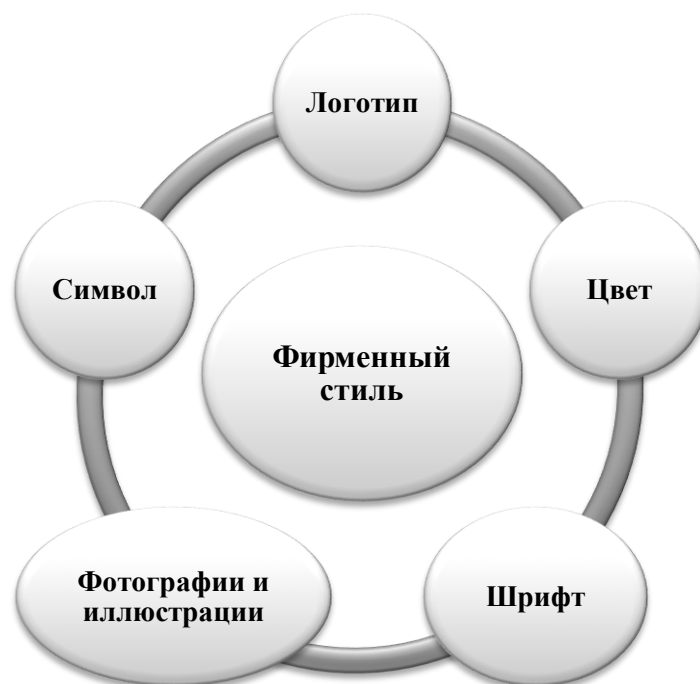 Логотип
Символ
Цвет
Фирменный
стиль
Фотографии и
иллюстрации
Шрифт